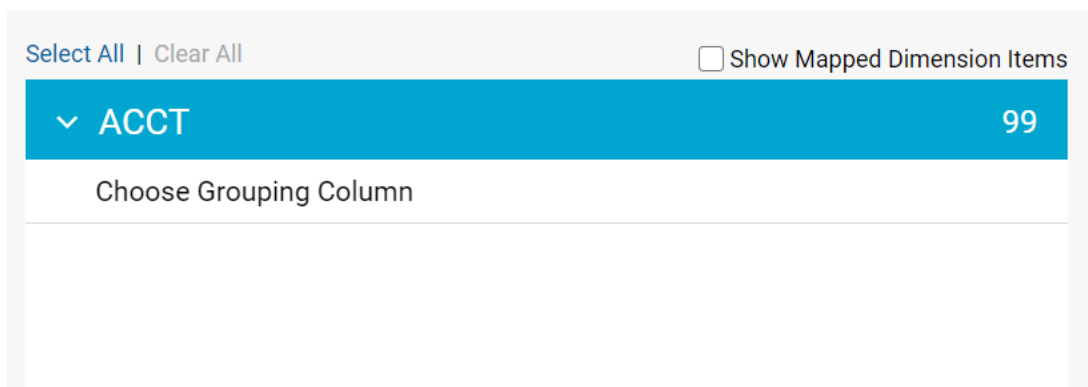 Select All | Clear All
Show Mapped Dimension Items
ACCT 99
Choose Grouping Column